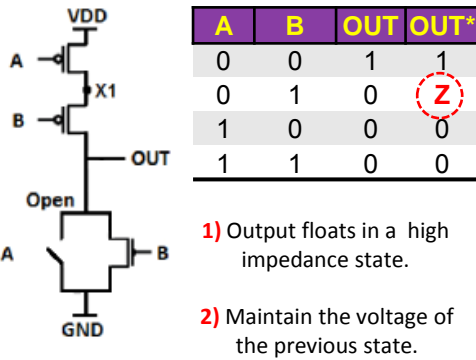 VDD
A
X1
B
OUT
Open
A
B
GND
A B OUT OUT*
0 0 1 1
0 1 0 Z
1 0 0 0
1 1 0 0
1) Output floats in a high
impedance state.
2) Maintain the voltage of
the previous state.